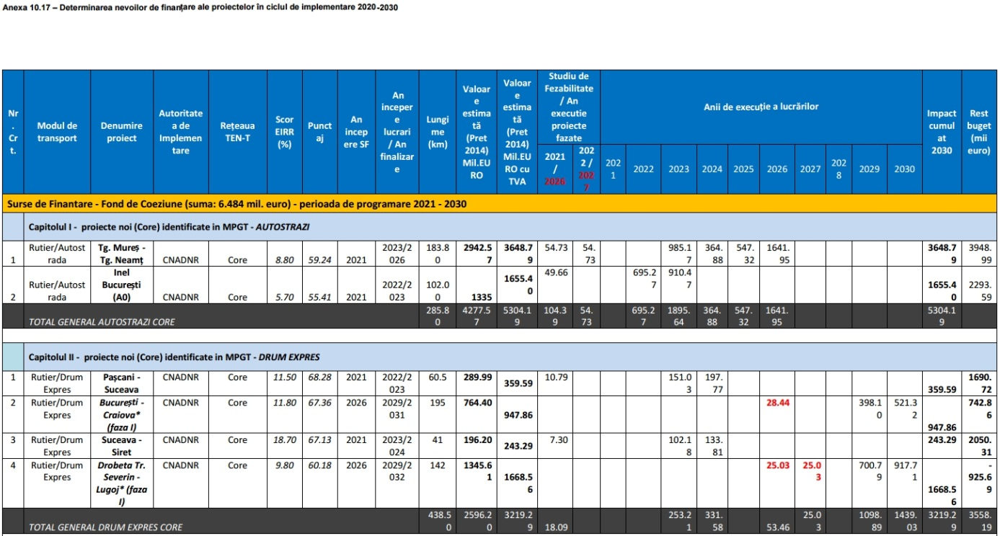 Anexa 10.17 – Determinarea nevoilor de finanțare ale proiectelor în ciclul de implementare 2020-2030
Nr. Crt. Modul de transport Denumire proiect Autoritatea de Implementare Rețeaua TEN-T Scor EIRR (%) Punctaj An incepere SF An incepere lucrari / An finalizare Lungime (km) Valoare estimată (Pret 2014) Mil.EURO Valoare estimată (Pret 2014) Mil.EURO cu TVA Studiu de Fezabilitate / An executie proiecte fazate Anii de execuție a lucrărilor Impact cumulat 2030 Rest buget (mii euro)
2021 / 2026 2022 / 2027 2021 2022 2023 2024 2025 2026 2027 2028 2029 2030
Surse de Finantare - Fond de Coeziune (suma: 6.484 mil. euro) - perioada de programare 2021 - 2030
Capitolul I - proiecte noi (Core) identificate in MPGT - AUTOSTRAZI
1 Rutier/Autostrada Tg. Mureș - Tg. Neamț CNADNR Core 8.80 59.24 2021 2023/2026 183.80 2942.57 3648.79 54.73 54.73 985.17 364.88 547.32 1641.95 3648.79 3948.99
2 Rutier/Autostrada Inel București (A0) CNADNR Core 5.70 55.41 2021 2022/2023 102.00 1335 1655.40 49.66 695.27 910.47 1655.40 2293.59
TOTAL GENERAL AUTOSTRAZI CORE 285.80 4277.57 5304.19 104.39 54.73 695.27 1895.64 364.88 547.32 1641.95 5304.19
Capitolul II - proiecte noi (Core) identificate in MPGT - DRUM EXPRES
1 Rutier/Drum Expres Pașcani - Suceava CNADNR Core 11.50 68.28 2021 2022/2023 60.5 289.99 359.59 10.79 151.03 197.77 359.59 1690.72
2 Rutier/Drum Expres București - Craiova* (faza I) CNADNR Core 11.80 67.36 2026 2029/2031 195 764.40 947.86 28.44 398.10 521.32 947.86 742.86
3 Rutier/Drum Expres Suceava - Siret CNADNR Core 18.70 67.13 2021 2023/2024 41 196.20 243.29 7.30 102.18 133.81 243.29 2050.31
4 Rutier/Drum Expres Drobeta Tr. Severin - Lugoj* (faza I) CNADNR Core 9.80 60.18 2026 2029/2032 142 1345.61 1668.56 25.03 25.03 700.79 917.71 1668.56 -925.69
TOTAL GENERAL DRUM EXPRES CORE 438.50 2596.20 3219.29 18.09 253.21 331.58 53.46 25.03 1098.89 1439.03 3219.29 3558.19